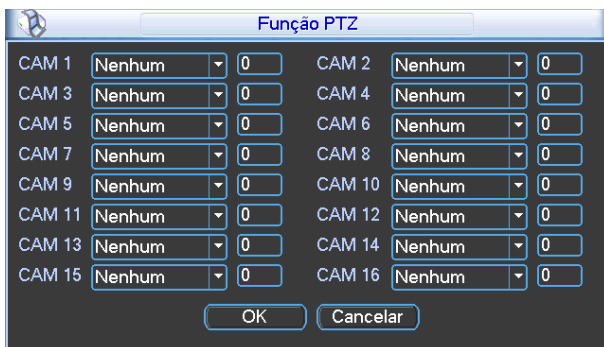 Função PTZ
CAM 1 Nenhum 0 CAM 2 Nenhum 0
CAM 3 Nenhum 0 CAM 4 Nenhum 0
CAM 5 Nenhum 0 CAM 6 Nenhum 0
CAM 7 Nenhum 0 CAM 8 Nenhum 0
CAM 9 Nenhum 0 CAM 10 Nenhum 0
CAM 11 Nenhum 0 CAM 12 Nenhum 0
CAM 13 Nenhum 0 CAM 14 Nenhum 0
CAM 15 Nenhum 0 CAM 16 Nenhum 0
OK Cancelar